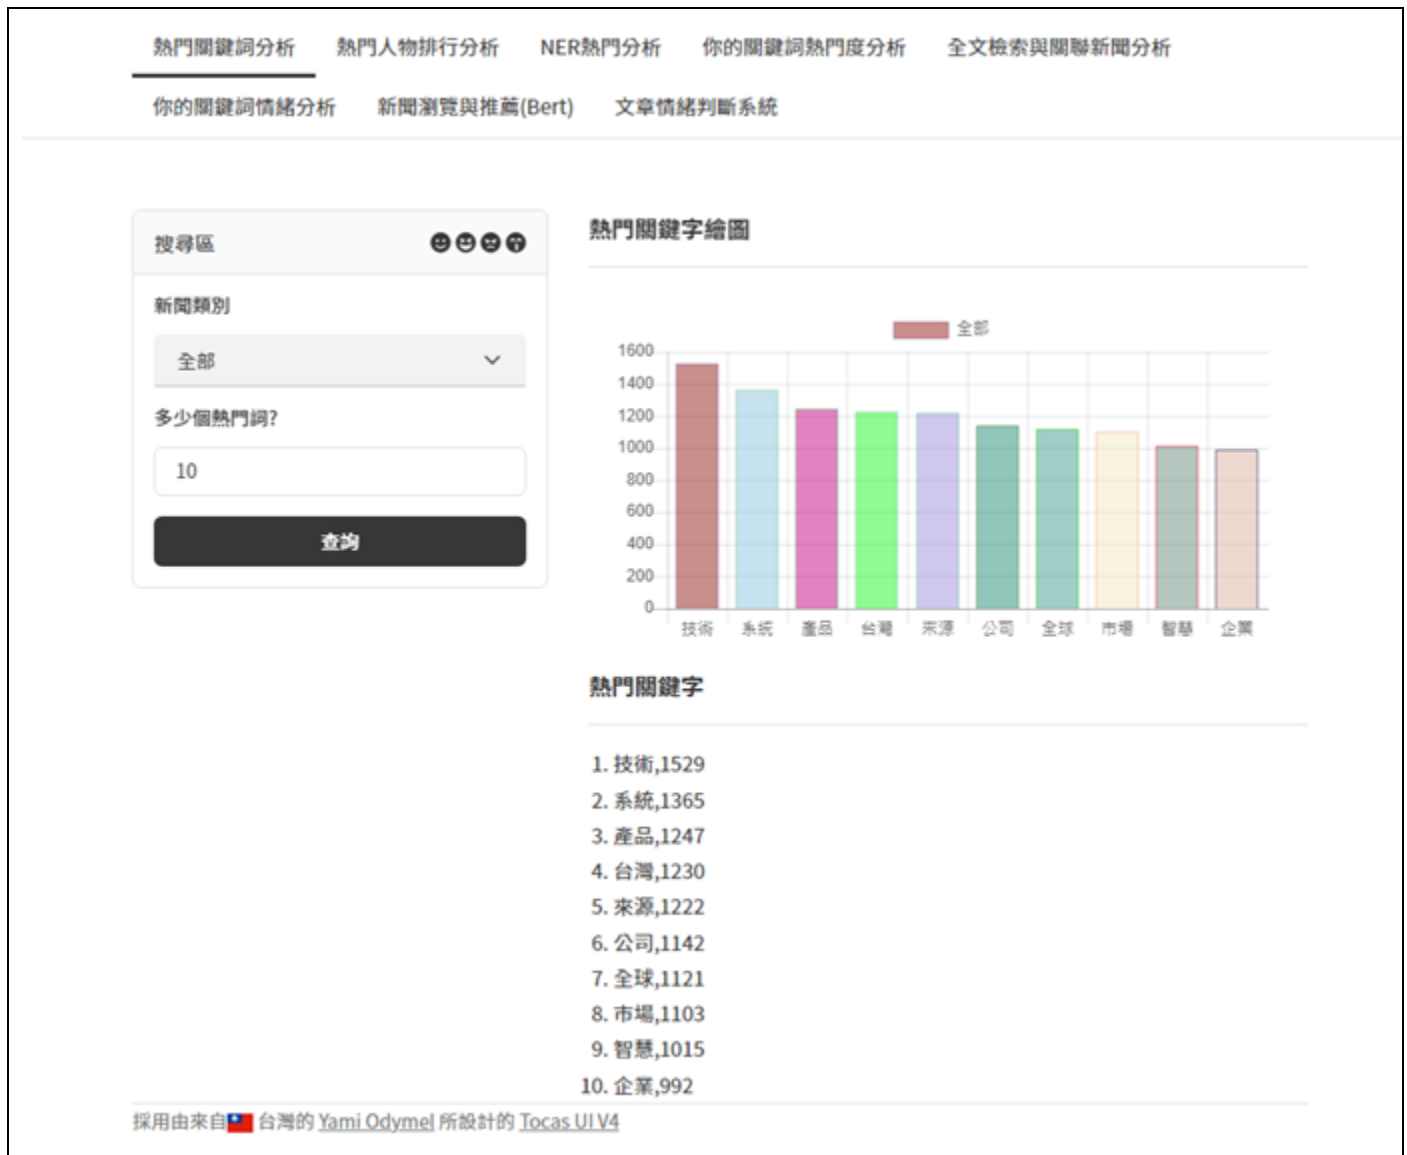 熱門關鍵詞分析 熱門人物排行分析 NER熱門分析 你的關鍵詞熱門度分析 全文檢索與關聯新聞分析
你的關鍵詞情緒分析 新聞瀏覽與推薦(Bert) 文章情緒判斷系統
搜尋區
新聞類別
全部
多少個熱門詞?
10
查詢
熱門關鍵字繪圖
全部
1600
1400
1200
1000
800
600
400
200
0
技術 系統 產品 台灣 來源 公司 全球 市場 智慧 企業
熱門關鍵字
1. 技術,1529
2. 系統,1365
3. 產品,1247
4. 台灣,1230
5. 來源,1222
6. 公司,1142
7. 全球,1121
8. 市場,1103
9. 智慧,1015
10. 企業,992
採用由來自🇹🇼 台灣的 Yami Odymel 所設計的 Tocas UI V4